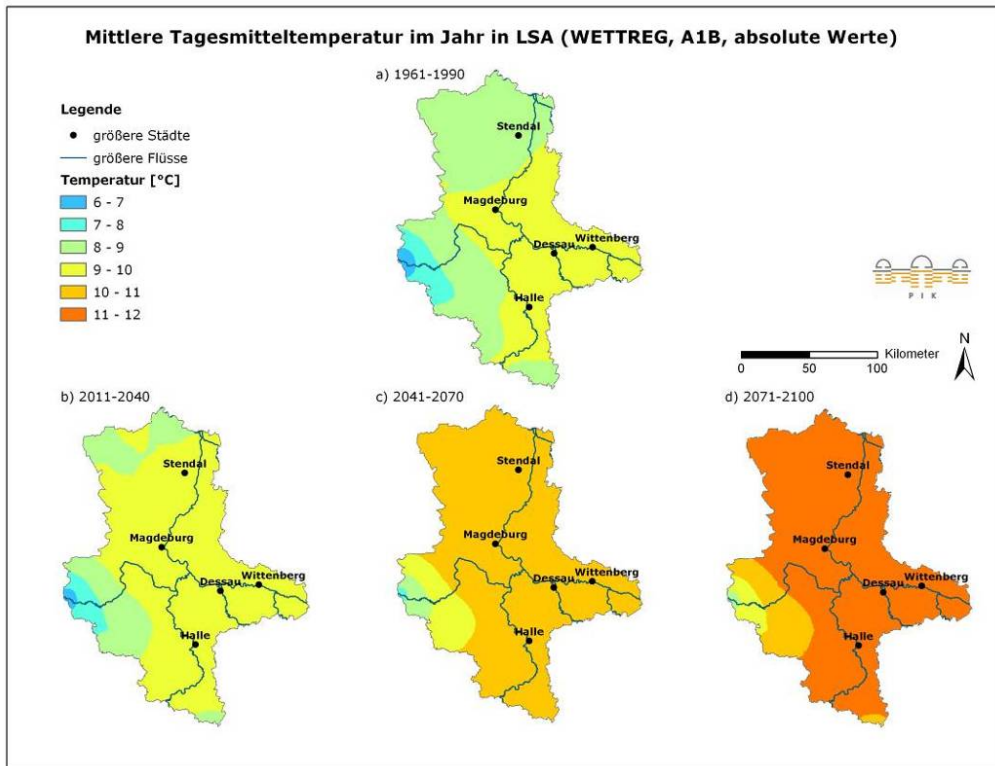 Mittlere Tagesmitteltemperatur im Jahr in LSA (WETTREG, A1B, absolute Werte)
a) 1961-1990
Legende
größere Städte
größere Flüsse
Temperatur [°C]
6 - 7
7 - 8
8 - 9
9 - 10
10 - 11
11 - 12
Stendal
Magdeburg
Dessau
Wittenberg
Halle
P I K
N
Kilometer
0 50 100
b) 2011-2040
Stendal
Magdeburg
Dessau
Wittenberg
Halle
c) 2041-2070
Stendal
Magdeburg
Dessau
Wittenberg
Halle
d) 2071-2100
Stendal
Magdeburg
Dessau
Wittenberg
Halle